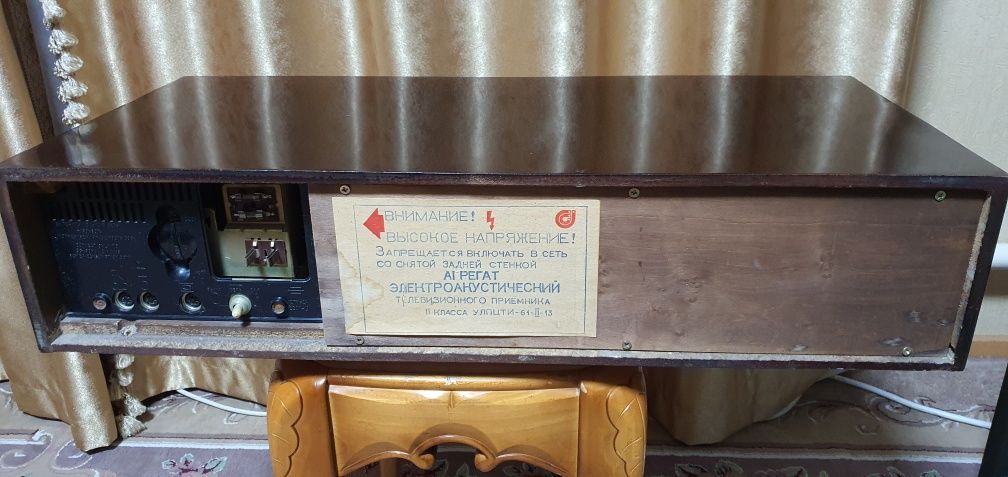 ВНИМАНИЕ!
ВЫСОКОЕ НАПРЯЖЕНИЕ!
ЗАПРЕЩАЕТСЯ ВКЛЮЧАТЬ В СЕТЬ
СО СНЯТОЙ ЗАДНЕЙ СТЕНКОЙ
АГРЕГАТ
ЭЛЕКТРОАКУСТИЧЕСКИЙ
ТЕЛЕВИЗИОННОГО ПРИЕМНИКА
II КЛАССА УЛПЦТИ-61-II-13